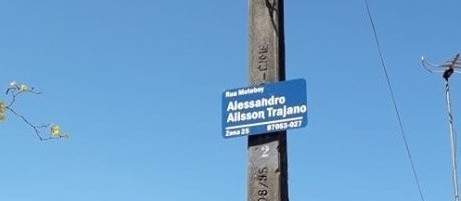 Rua Motoboy
Alessandro
Alisson Trajano
Zona 25 87053-027
2